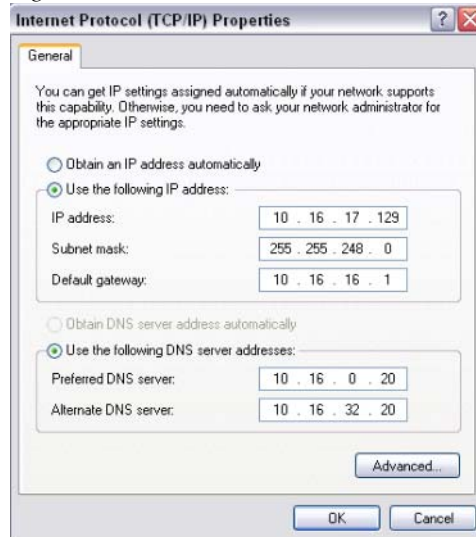 Internet Protocol (TCP/IP) Properties
General
You can get IP settings assigned automatically if your network supports
this capability. Otherwise, you need to ask your network administrator for
the appropriate IP settings.
Obtain an IP address automatically
Use the following IP address:
IP address: 10 . 16 . 17 . 129
Subnet mask: 255 . 255 . 248 . 0
Default gateway: 10 . 16 . 16 . 1
Obtain DNS server address automatically
Use the following DNS server addresses:
Preferred DNS server: 10 . 16 . 0 . 20
Alternate DNS server: 10 . 16 . 32 . 20
Advanced...
OK Cancel